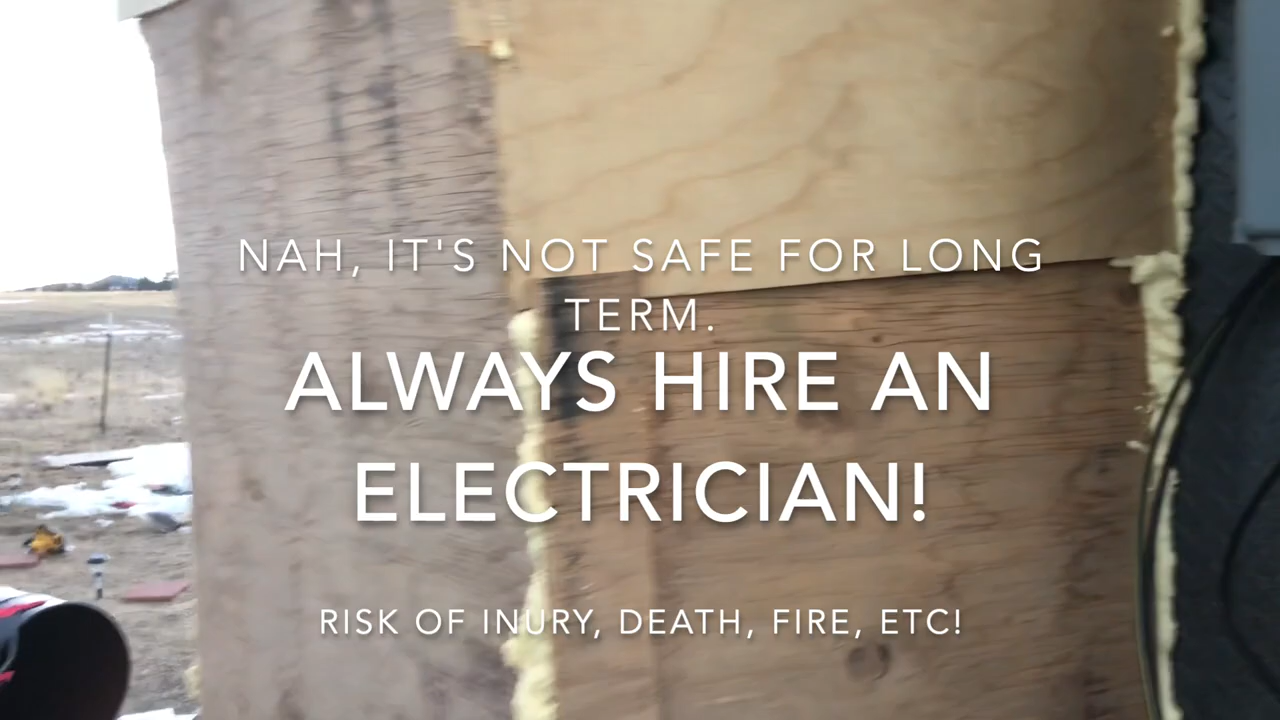 NAH, IT'S NOT SAFE FOR LONG
TERM.
ALWAYS HIRE AN
ELECTRICIAN!
RISK OF INURY, DEATH, FIRE, ETC!